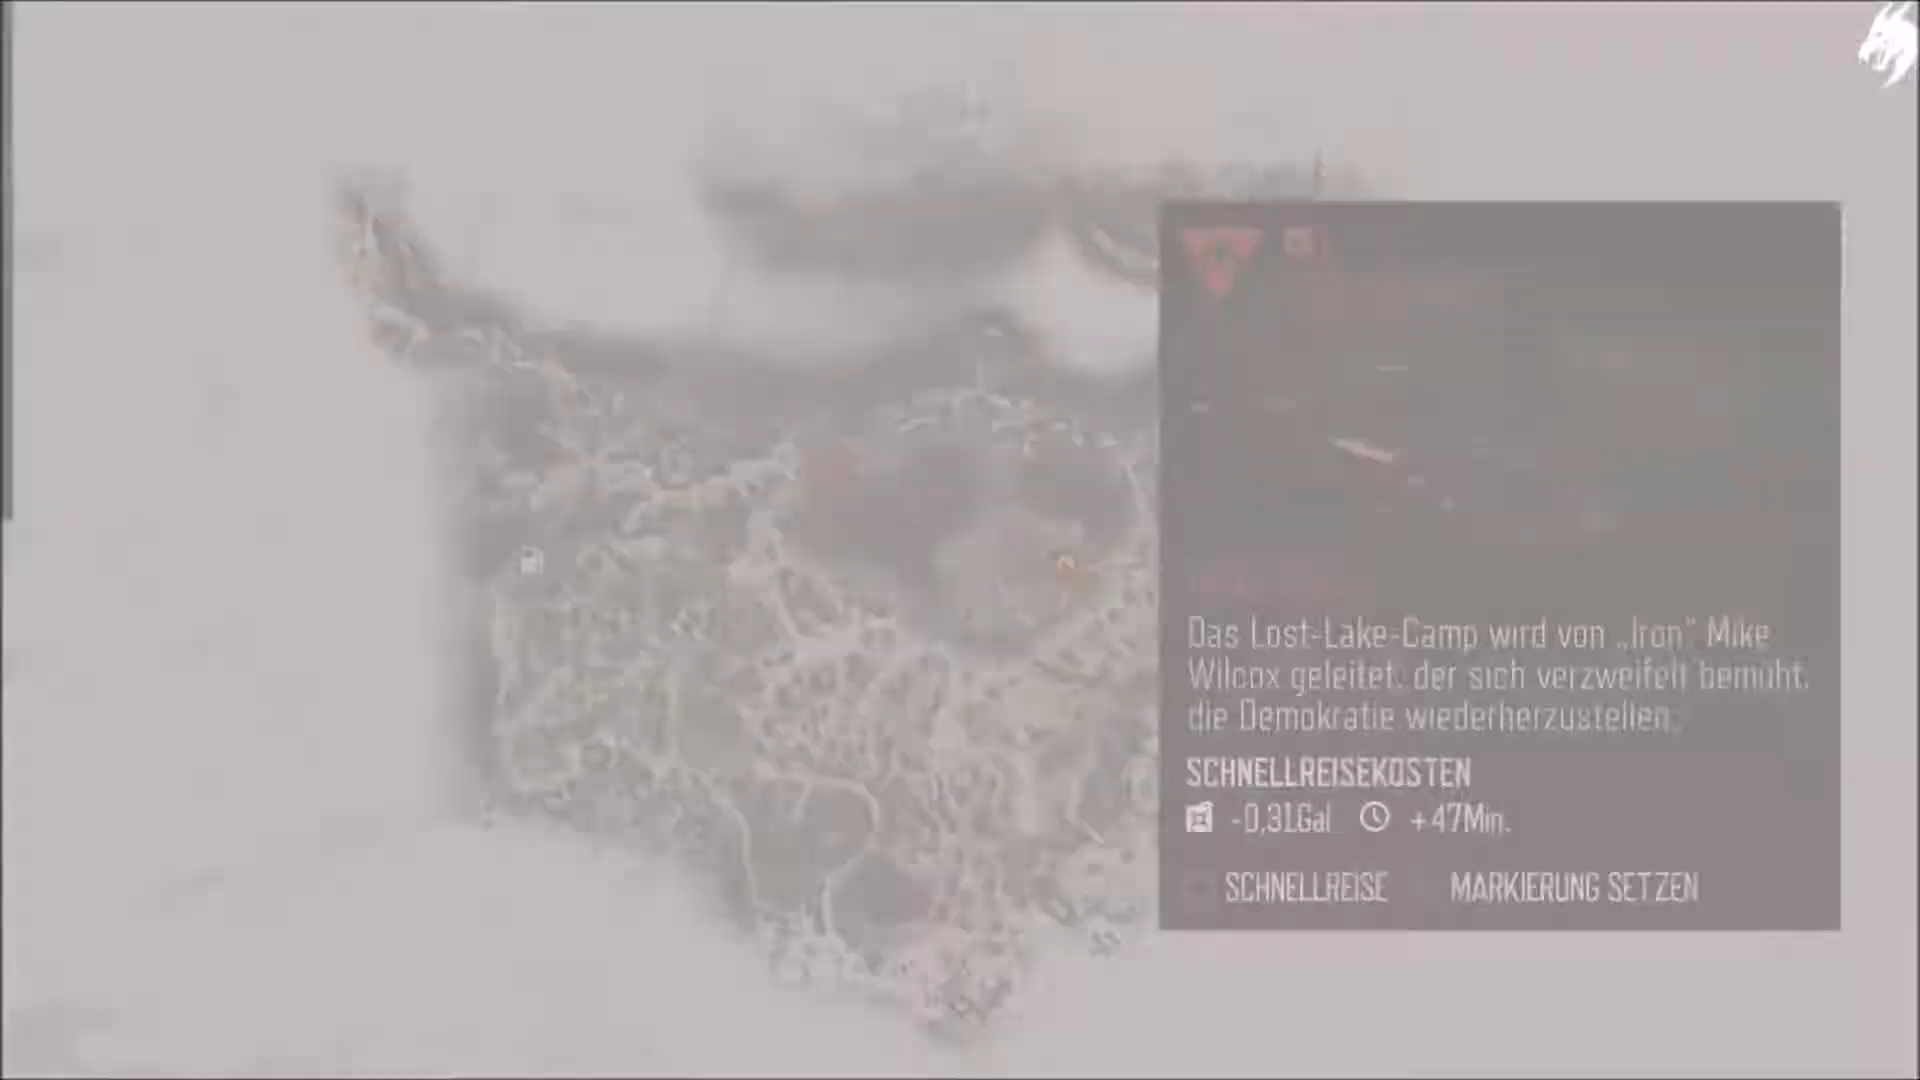 Das Lost-Lake-Camp wird von „Iron“ Mike
Wilcox geleitet, der sich verzweifelt bemüht,
die Demokratie wiederherzustellen.
SCHNELLREISEKOSTEN
-0,31Gal +47Min.
SCHNELLREISE MARKIERUNG SETZEN